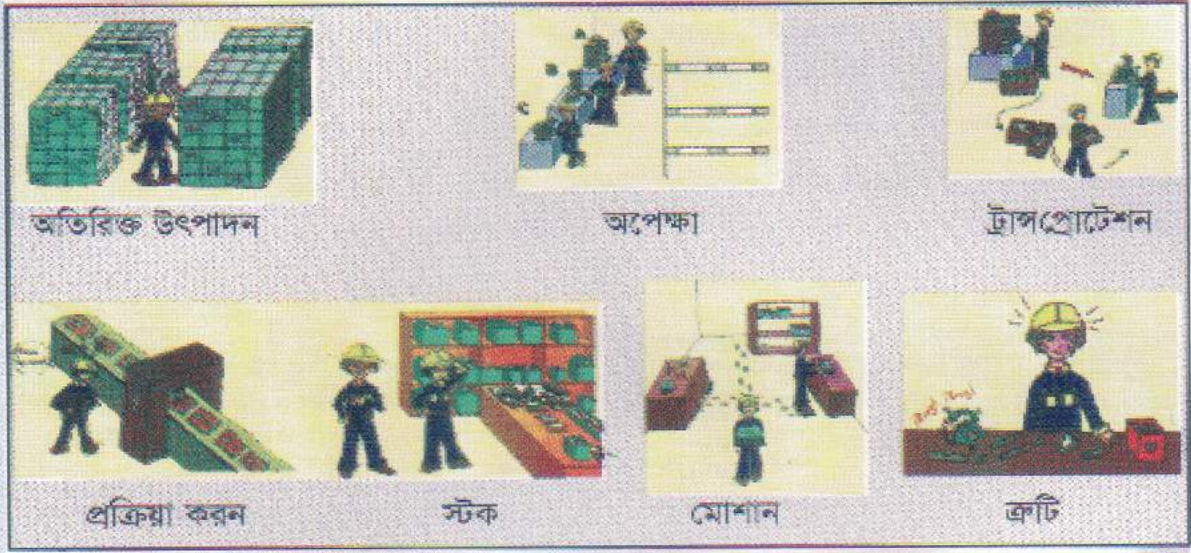 অতিরিক্ত উৎপাদন
অপেক্ষা
ট্রান্সপ্রোটেশন
প্রক্রিয়া করন
স্টক
মোশান
ত্রুটি